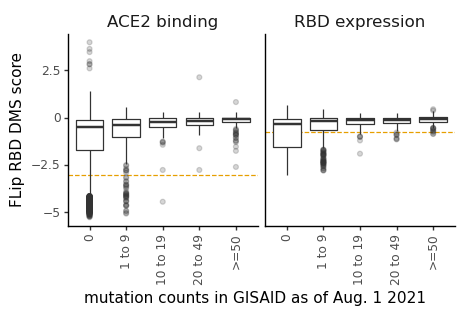 ACE2 binding
RBD expression
FLip RBD DMS score
2.5
0
−2.5
−5
0
1 to 9
10 to 19
20 to 49
>=50
0
1 to 9
10 to 19
20 to 49
>=50
mutation counts in GISAID as of Aug. 1 2021